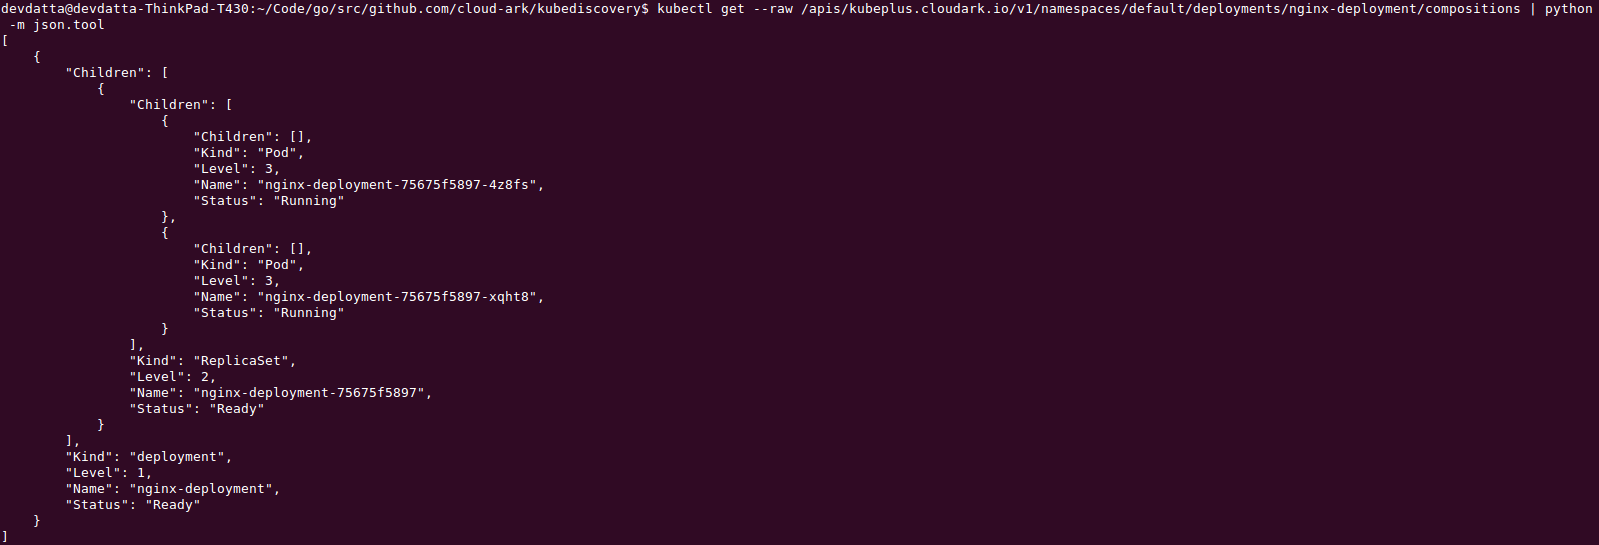 devdatta@devdatta-ThinkPad-T430:~/Code/go/src/github.com/cloud-ark/kubediscovery$ kubectl get --raw /apis/kubeplus.cloudark.io/v1/namespaces/default/deployments/nginx-deployment/compositions | python
 -m json.tool
[
    {
        "Children": [
            {
                "Children": [
                    {
                        "Children": [],
                        "Kind": "Pod",
                        "Level": 3,
                        "Name": "nginx-deployment-75675f5897-4z8fs",
                        "Status": "Running"
                    },
                    {
                        "Children": [],
                        "Kind": "Pod",
                        "Level": 3,
                        "Name": "nginx-deployment-75675f5897-xqht8",
                        "Status": "Running"
                    }
                ],
                "Kind": "ReplicaSet",
                "Level": 2,
                "Name": "nginx-deployment-75675f5897",
                "Status": "Ready"
            }
        ],
        "Kind": "deployment",
        "Level": 1,
        "Name": "nginx-deployment",
        "Status": "Ready"
    }
]